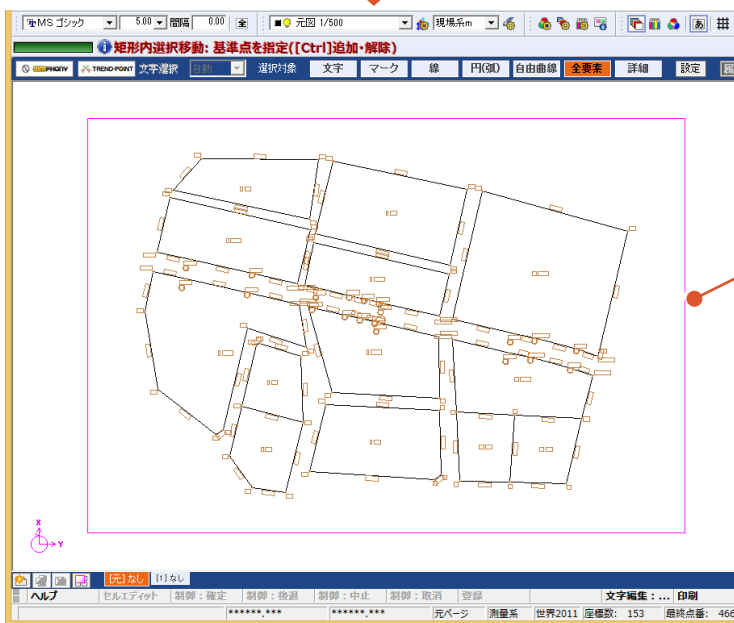 MS ゴシック 5.00 間隔 0.00 全 元図 1/500 現場系m あ
矩形内選択移動: 基準点を指定([Ctrl]追加・解除)
TREND-POINT 文字選択 自動 選択対象 文字 マーク 線 円(弧) 自由曲線 全要素 詳細 設定
X
Y
[元] なし [1] なし
ヘルプ セルエディット 制御:確定 制御:後退 制御:中止 制御:取消 登録 文字編集:... 印刷
******.*** ******.*** 元ページ 測量系 世界2011 座標数: 153 最終点番: 466